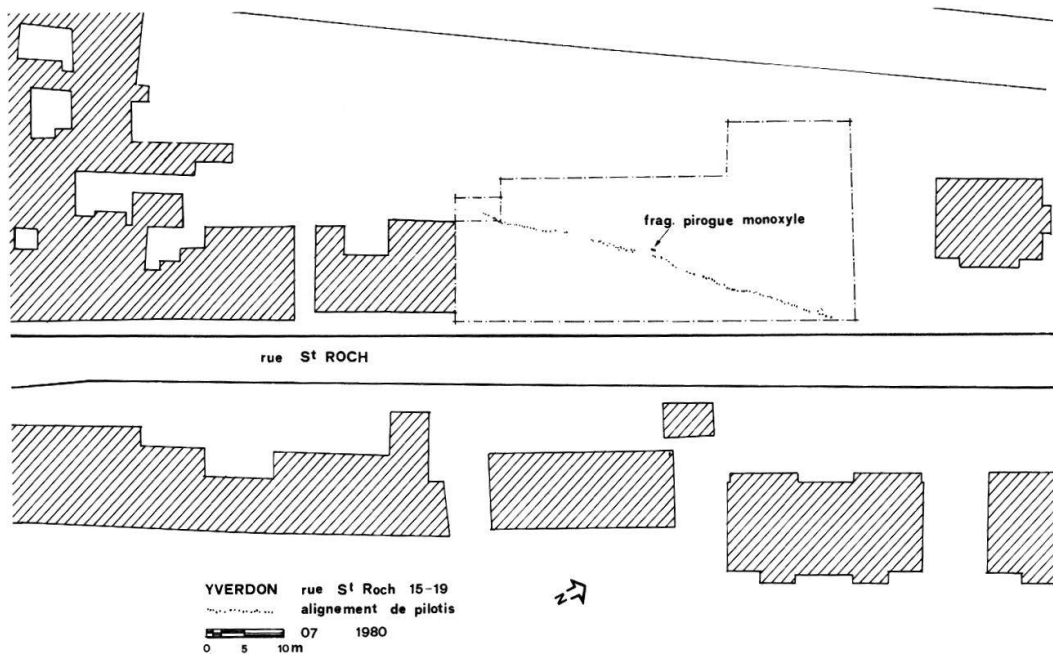 frag. pirogue monoxyle
rue St ROCH
YVERDON rue St Roch 15-19
alignement de pilotis
07 1980
0 5 10 m
N